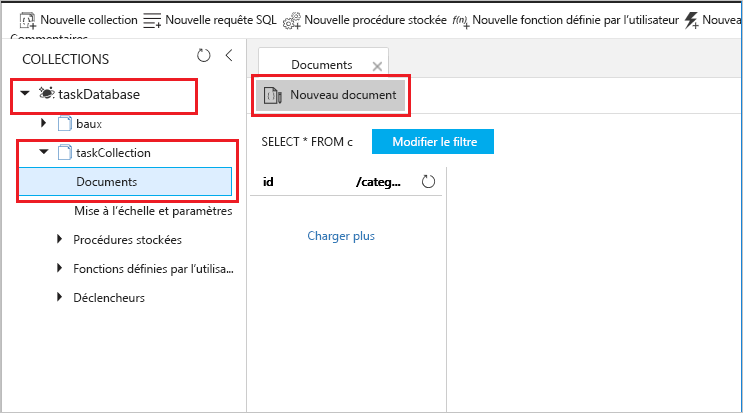 Nouvelle collection Nouvelle requête SQL Nouvelle procédure stockée f(n) Nouvelle fonction définie par l'utilisateur Nouvea
Commentaires
COLLECTIONS
taskDatabase
baux
taskCollection
Documents
Mise à l'échelle et paramètres
Procédures stockées
Fonctions définies par l'utilisa...
Déclencheurs
Documents
Nouveau document
SELECT * FROM c Modifier le filtre
id /categ...
Charger plus